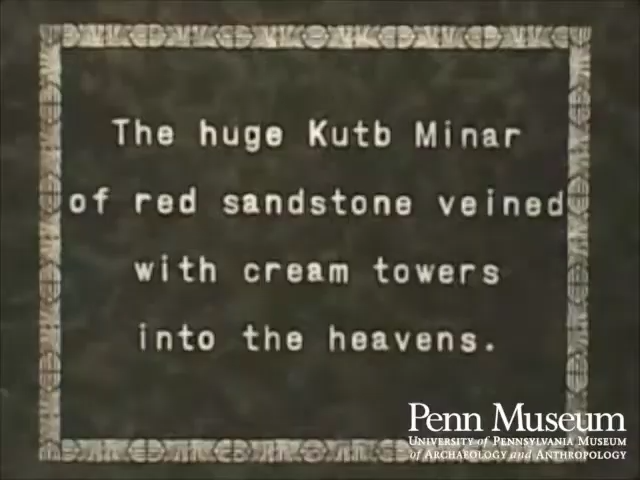 The huge Kutb Minar
of red sandstone veined
with cream towers
into the heavens.
Penn Museum
UNIVERSITY of PENNSYLVANIA MUSEUM
of ARCHAEOLOGY and ANTHROPOLOGY